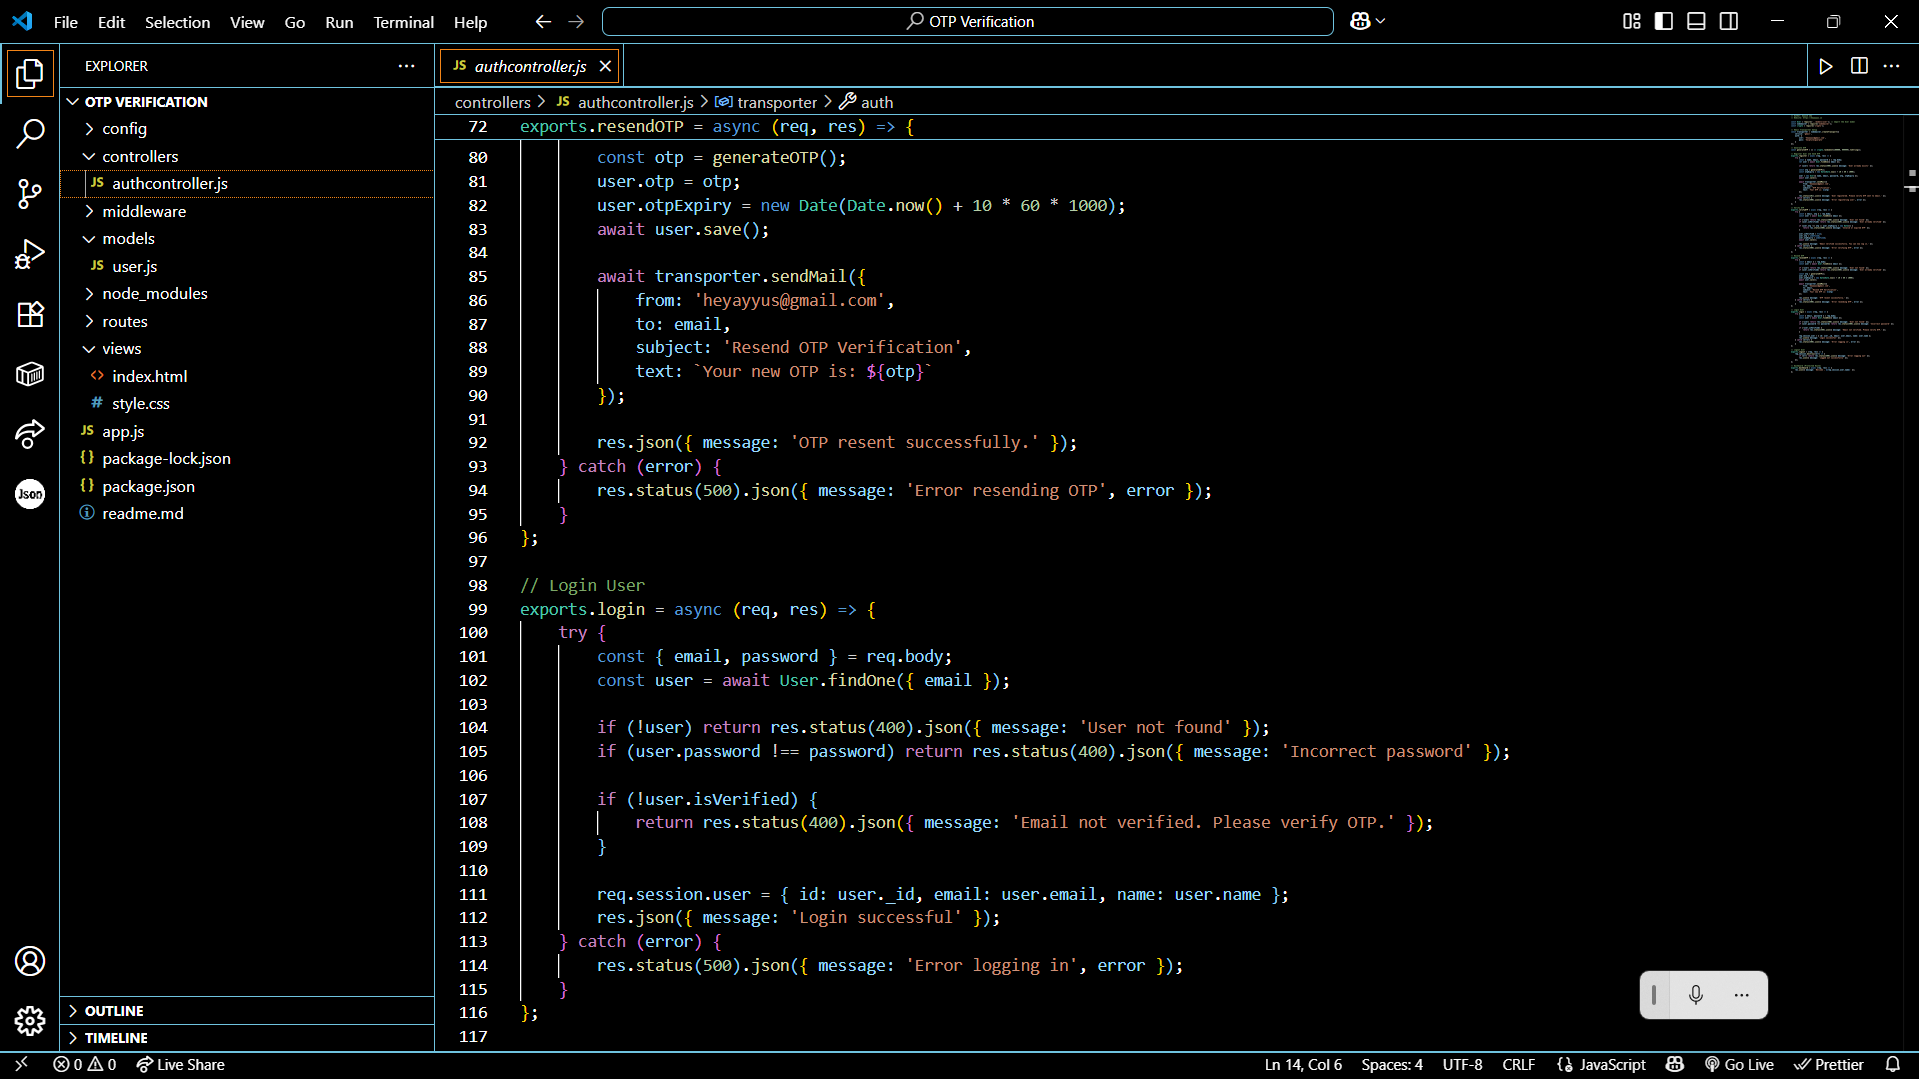 File Edit Selection View Go Run Terminal Help
OTP Verification
EXPLORER
OTP VERIFICATION
config
controllers
JS authcontroller.js
middleware
models
JS user.js
node_modules
routes
views
<> index.html
# style.css
JS app.js
{} package-lock.json
{} package.json
readme.md
Json
OUTLINE
TIMELINE
JS authcontroller.js
controllers > JS authcontroller.js > transporter > auth
72 exports.resendOTP = async (req, res) => {
80 const otp = generateOTP();
81 user.otp = otp;
82 user.otpExpiry = new Date(Date.now() + 10 * 60 * 1000);
83 await user.save();
84
85 await transporter.sendMail({
86 from: 'heyayyus@gmail.com',
87 to: email,
88 subject: 'Resend OTP Verification',
89 text: `Your new OTP is: ${otp}`
90 });
91
92 res.json({ message: 'OTP resent successfully.' });
93 } catch (error) {
94 res.status(500).json({ message: 'Error resending OTP', error });
95 }
96 };
97
98 // Login User
99 exports.login = async (req, res) => {
100 try {
101 const { email, password } = req.body;
102 const user = await User.findOne({ email });
103
104 if (!user) return res.status(400).json({ message: 'User not found' });
105 if (user.password !== password) return res.status(400).json({ message: 'Incorrect password' });
106
107 if (!user.isVerified) {
108 return res.status(400).json({ message: 'Email not verified. Please verify OTP.' });
109 }
110
111 req.session.user = { id: user._id, email: user.email, name: user.name };
112 res.json({ message: 'Login successful' });
113 } catch (error) {
114 res.status(500).json({ message: 'Error logging in', error });
115 }
116 };
117
0 0 Live Share
Ln 14, Col 6 Spaces: 4 UTF-8 CRLF {} JavaScript Go Live Prettier